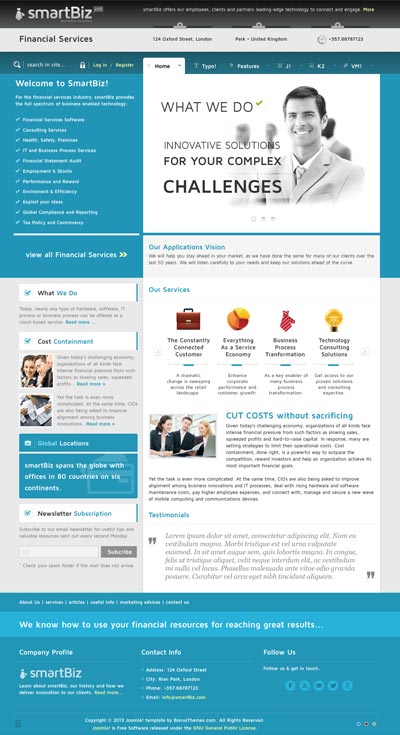 smartBiz
smartBiz offers our employees, clients and partners leading-edge technology to connect and engage. More
Financial Services
124 Oxford Street, London
Park - United Kingdom
+357.68787123
search in site...
Log in / Register
Home
Typo!
Features
J!
K2
VM!
Welcome to SmartBiz!
For the financial services industry, smartBiz provides
the full spectrum of business enabled technology:
Financial Services Software
Consulting Services
Health, Safety, Premises
IT and Business Process Services
Financial Statement Audit
Employment & Skintis
Performance and Reward
Enviroment & Efficiency
Exploit your Ideas
Global Compliance and Reporting
Tax Policy and Controversy
view all Financial Services »
WHAT WE DO
INNOVATIVE SOLUTIONS
FOR YOUR COMPLEX
CHALLENGES
Our Applications Vision
We will help you stay ahead in your market, as we have done the same for many of our clients over the
last 50 years. We will listen carefully to your needs and keep our solutions ahead of the curve.
What We Do
Today, nearly any type of hardware, software, IT
process or business process can be offered as a
cloud-based service. Read more ...
Cost Containment
Given today's challenging economy,
organizations of all kinds face
intense financial pressure from such
factors as slowing sales, squeezed
profits... Read more »
Yet the task is even more
complicated. At the same time, CIOs
are also being asked to improve
alignment among business
innovations... Read more »
Global Locations
smartBiz spans the globe with
offices in 80 countries on six
continents.
Newsletter Subscription
Subscribe to our email newsletter for useful tips and
valuable resources sent out every second Monday.
Subscribe
* Check your spam folder if the mail does not arrive.
Our Services
The Constantly
Connected
Customer
A dramatic
change is sweeping
across the retail
landscape.
Everything
As a Service
Economy
Enhance
corporate
performance and
customer growth.
Business
Process
Tranformation
As a key enabler of
many business
process
transformation.
Technology
Consulting
Solutions
Get access to our
proven solutions
and consulting
expertise.
CUT COSTS without sacrificing
Given today's challenging economy, organizations of all kinds face
intense financial pressure from such factors as slowing sales,
squeezed profits and hard-to-raise capital. In response, many are
setting strategies to limit their operational costs. Cost
containment, done right, is a powerful way to outpace the
competition, reward investors and help an organization achieve its
most important financial goals.
Yet the task is even more complicated. At the same time, CIOs are also being asked to improve
alignment among business innovations and IT processes, deal with rising hardware and software
maintenance costs, pay higher employee expenses, and connect with, manage and secure a new wave
of mobile computing and communications devices.
Testimonials
Lorem ipsum dolor sit amet, consectetur adipiscing elit. Nam ac eros est, et
vestibulum magna. Morbi tristique est vel urna ornare vestibulum vestibulum
mauris. In sit amet augue sem, quis lobortis magna. In congue,
felis ut tristique aliquet, velit neque interdum elit, ac vehicula nisl
mi nulla vel lacus. Phasellus malesuada ante vitae odio gravida
posuere. Curabitur vel arcu eget nibh tincidunt aliquam.
About Us | services | articles | useful info | marketing advices | contact us
We know how to use your financial resources for reaching great results...
Company Profile
smartBiz
Learn about smartBiz, our history and how we
deliver innovation to our clients. Read more...
Contact Info
Address: 124 Oxford Street
City: Rian Park, London
Phone: +357.68787123
Email: info@smartbiz.com
Follow Us
Follow us & get in touch.
Copyright © 2013 Joomla! template by BonusThemes.com. All Rights Reserved.
Joomla! is Free Software released under the GNU General Public License.